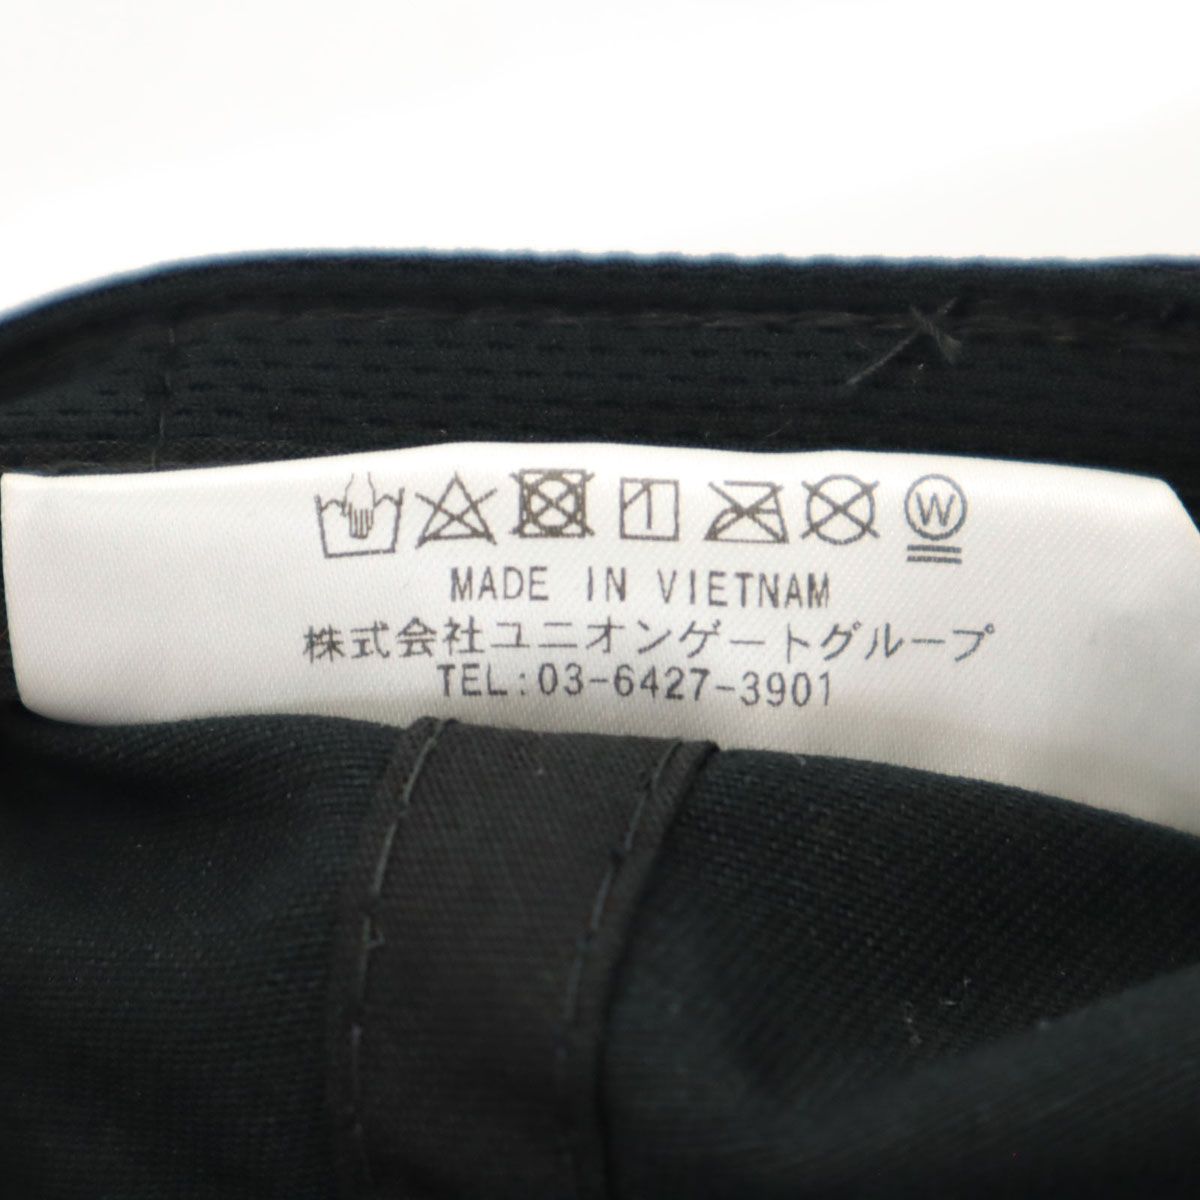 W
MADE IN VIETNAM
株式会社ユニオンゲートグループ
TEL:03-6427-3901